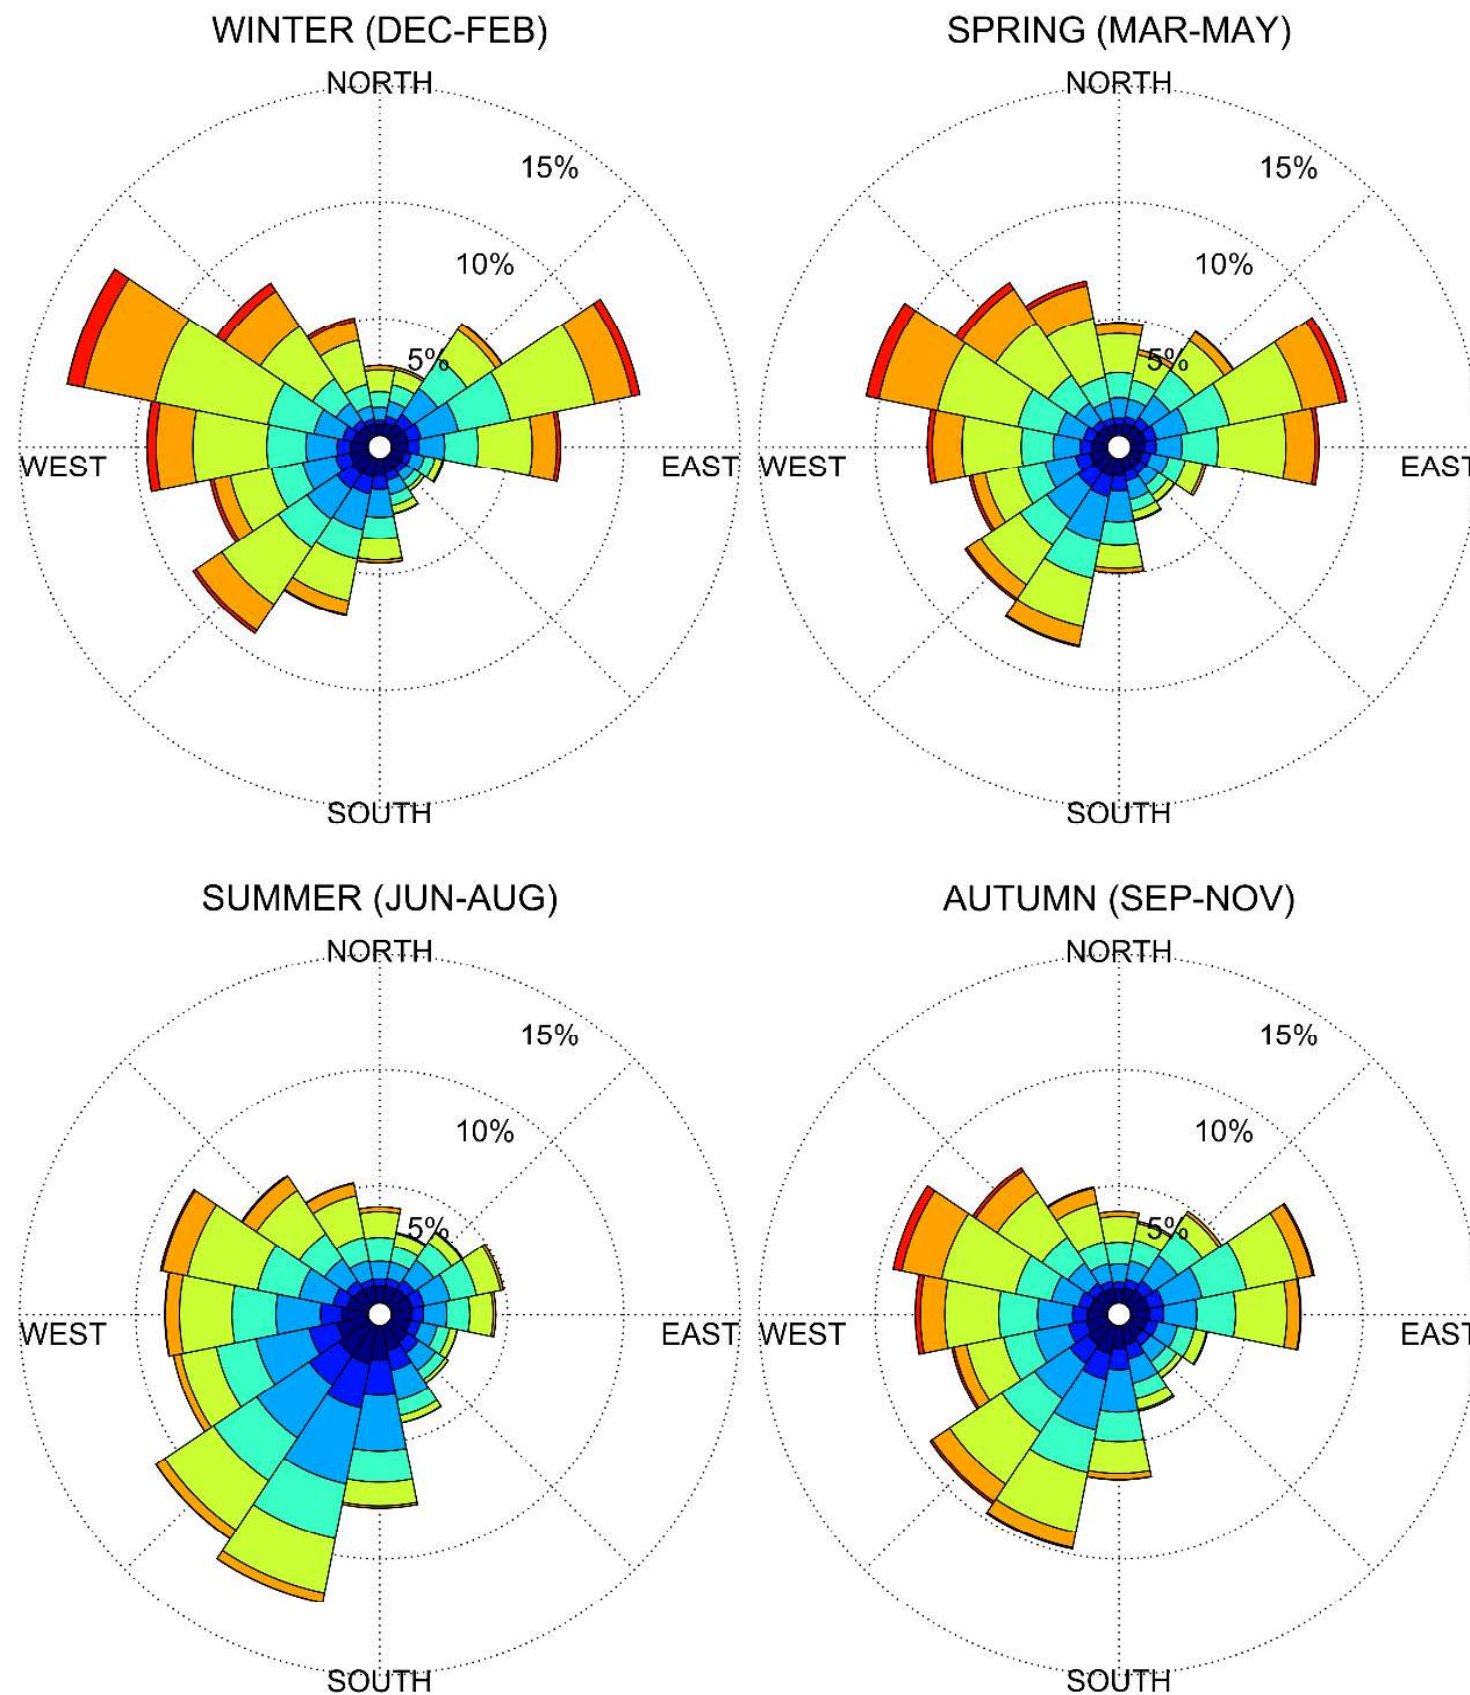 WINTER (DEC-FEB)
NORTH
15%
10%
5%
WEST
EAST
SOUTH
SPRING (MAR-MAY)
NORTH
15%
10%
5%
WEST
EAST
SOUTH
SUMMER (JUN-AUG)
NORTH
15%
10%
5%
WEST
EAST
SOUTH
AUTUMN (SEP-NOV)
NORTH
15%
10%
5%
WEST
EAST
SOUTH